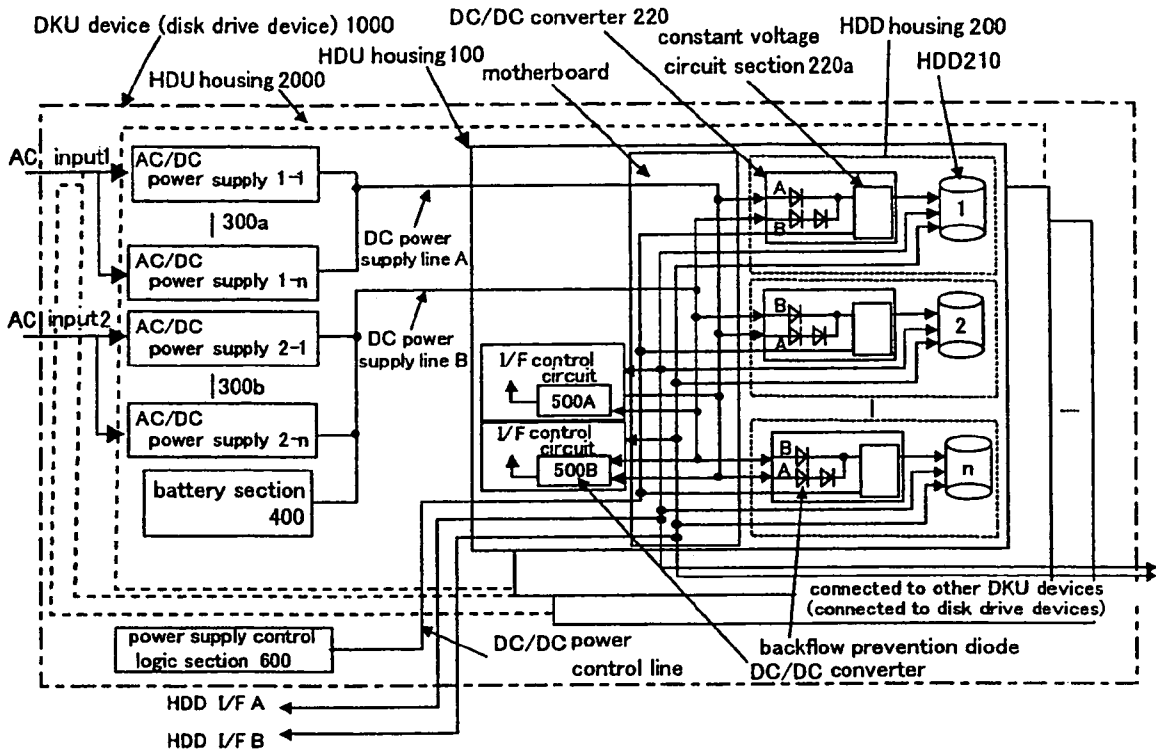 DKU device (disk drive device) 1000
DC/DC converter 220
HDD housing 200
HDU housing 100
constant voltage
circuit section 220a
HDD210
HDU housing 2000
motherboard
AC input1
AC/DC
power supply 1-1
300a
AC/DC
power supply 1-n
DC power
supply line A
AC input2
AC/DC
power supply 2-1
300b
AC/DC
power supply 2-n
DC power
supply line B
battery section
400
I/F control
circuit
500A
I/F control
circuit
500B
A
B
1
B
A
2
B
A
n
connected to other DKU devices
(connected to disk drive devices)
power supply control
logic section 600
DC/DC power
control line
backflow prevention diode
DC/DC converter
HDD I/F A
HDD I/F B